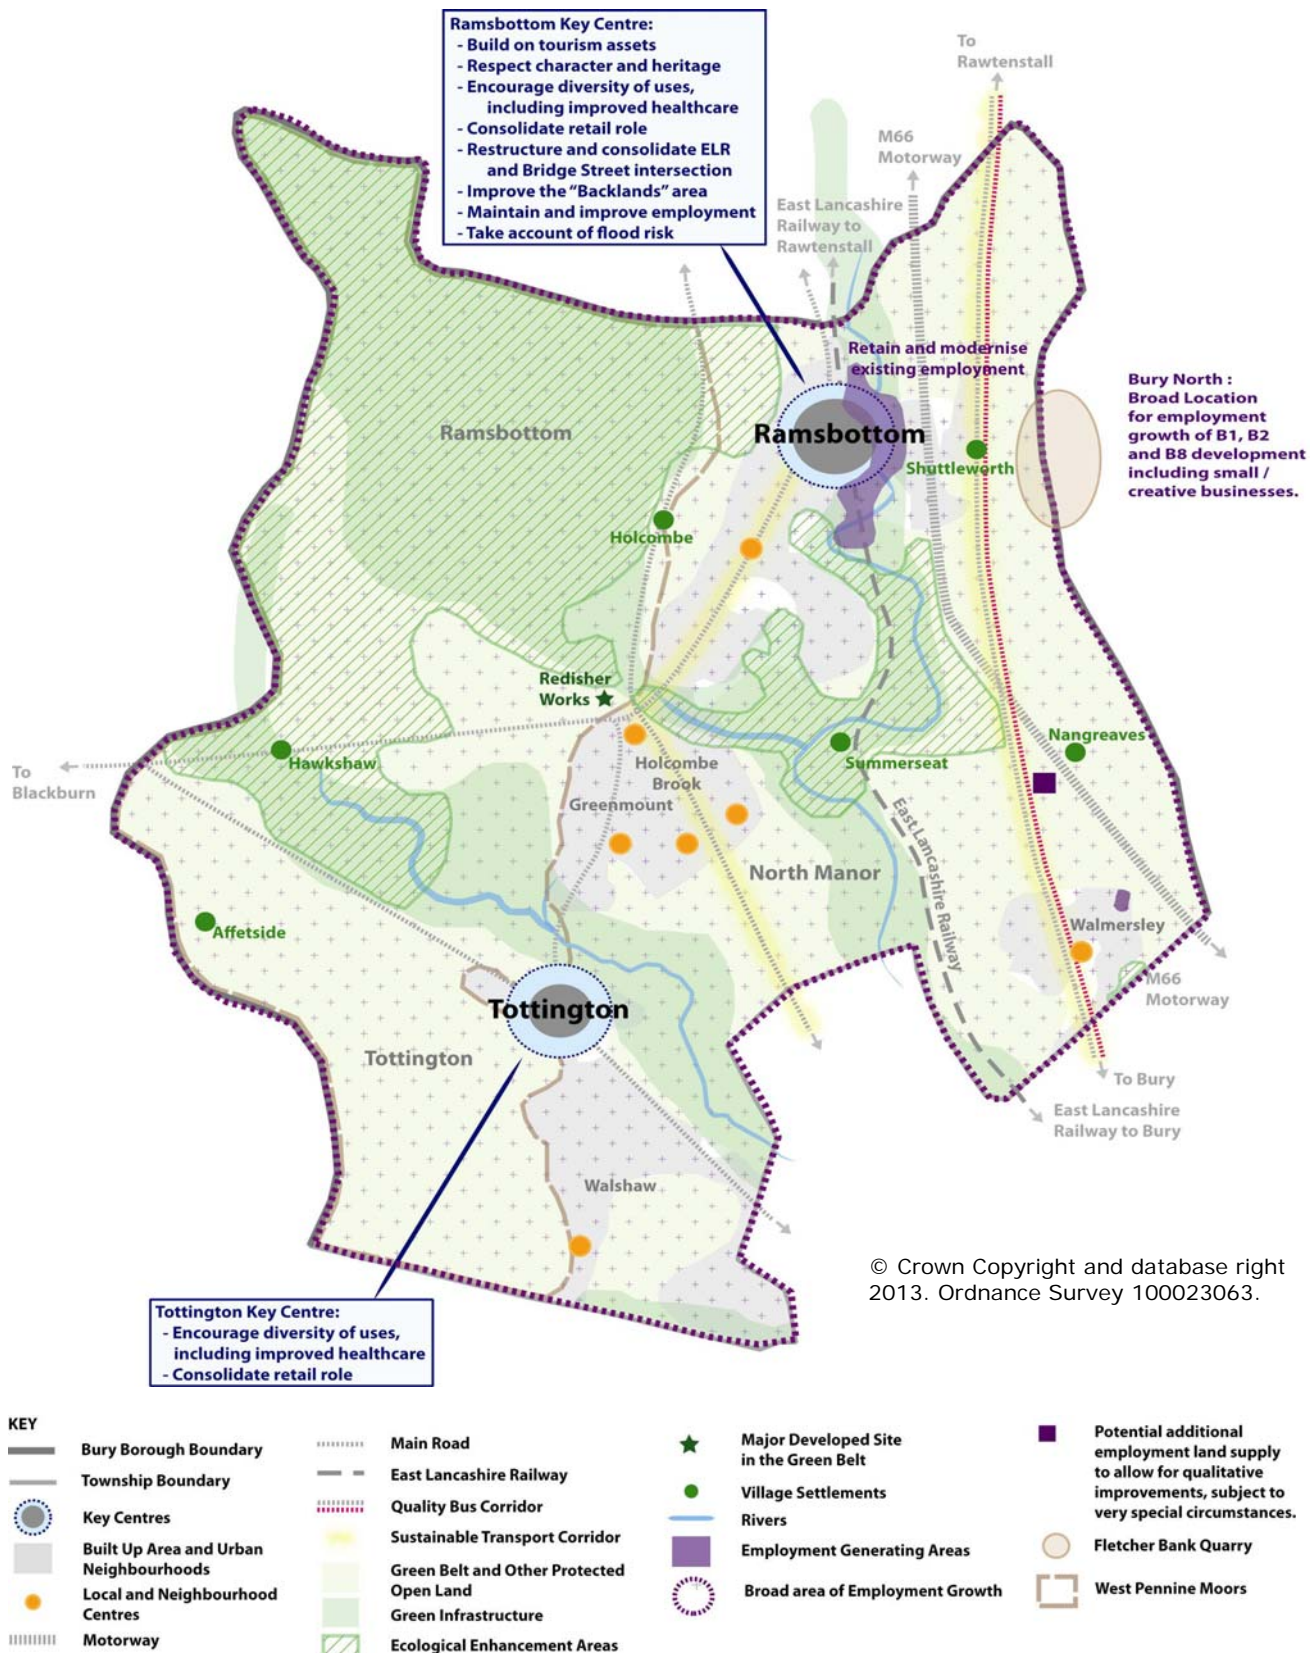 Ramsbottom Key Centre:
- Build on tourism assets
- Respect character and heritage
- Encourage diversity of uses,
including improved healthcare
- Consolidate retail role
- Restructure and consolidate ELR
and Bridge Street intersection
- Improve the “Backlands” area
- Maintain and improve employment
- Take account of flood risk
To
Rawtenstall
M66
Motorway
East Lancashire
Railway to
Rawtenstall
Retain and modernise
existing employment
Bury North :
Broad Location
for employment
growth of B1, B2
and B8 development
including small /
creative businesses.
Ramsbottom
Ramsbottom
Shuttleworth
Holcombe
Redisher
Works
Nangreaves
Hawkshaw
Holcombe
Brook
Summerseat
To
Blackburn
Greenmount
East Lancashire Railway
North Manor
Affetside
Walmersley
M66
Motorway
Tottington
Tottington
To Bury
East Lancashire
Railway to Bury
Walshaw
© Crown Copyright and database right
2013. Ordnance Survey 100023063.
Tottington Key Centre:
- Encourage diversity of uses,
including improved healthcare
- Consolidate retail role
KEY
Bury Borough Boundary
Township Boundary
Key Centres
Built Up Area and Urban
Neighbourhoods
Local and Neighbourhood
Centres
Motorway
Main Road
East Lancashire Railway
Quality Bus Corridor
Sustainable Transport Corridor
Green Belt and Other Protected
Open Land
Green Infrastructure
Ecological Enhancement Areas
Major Developed Site
in the Green Belt
Village Settlements
Rivers
Employment Generating Areas
Broad area of Employment Growth
Potential additional
employment land supply
to allow for qualitative
improvements, subject to
very special circumstances.
Fletcher Bank Quarry
West Pennine Moors